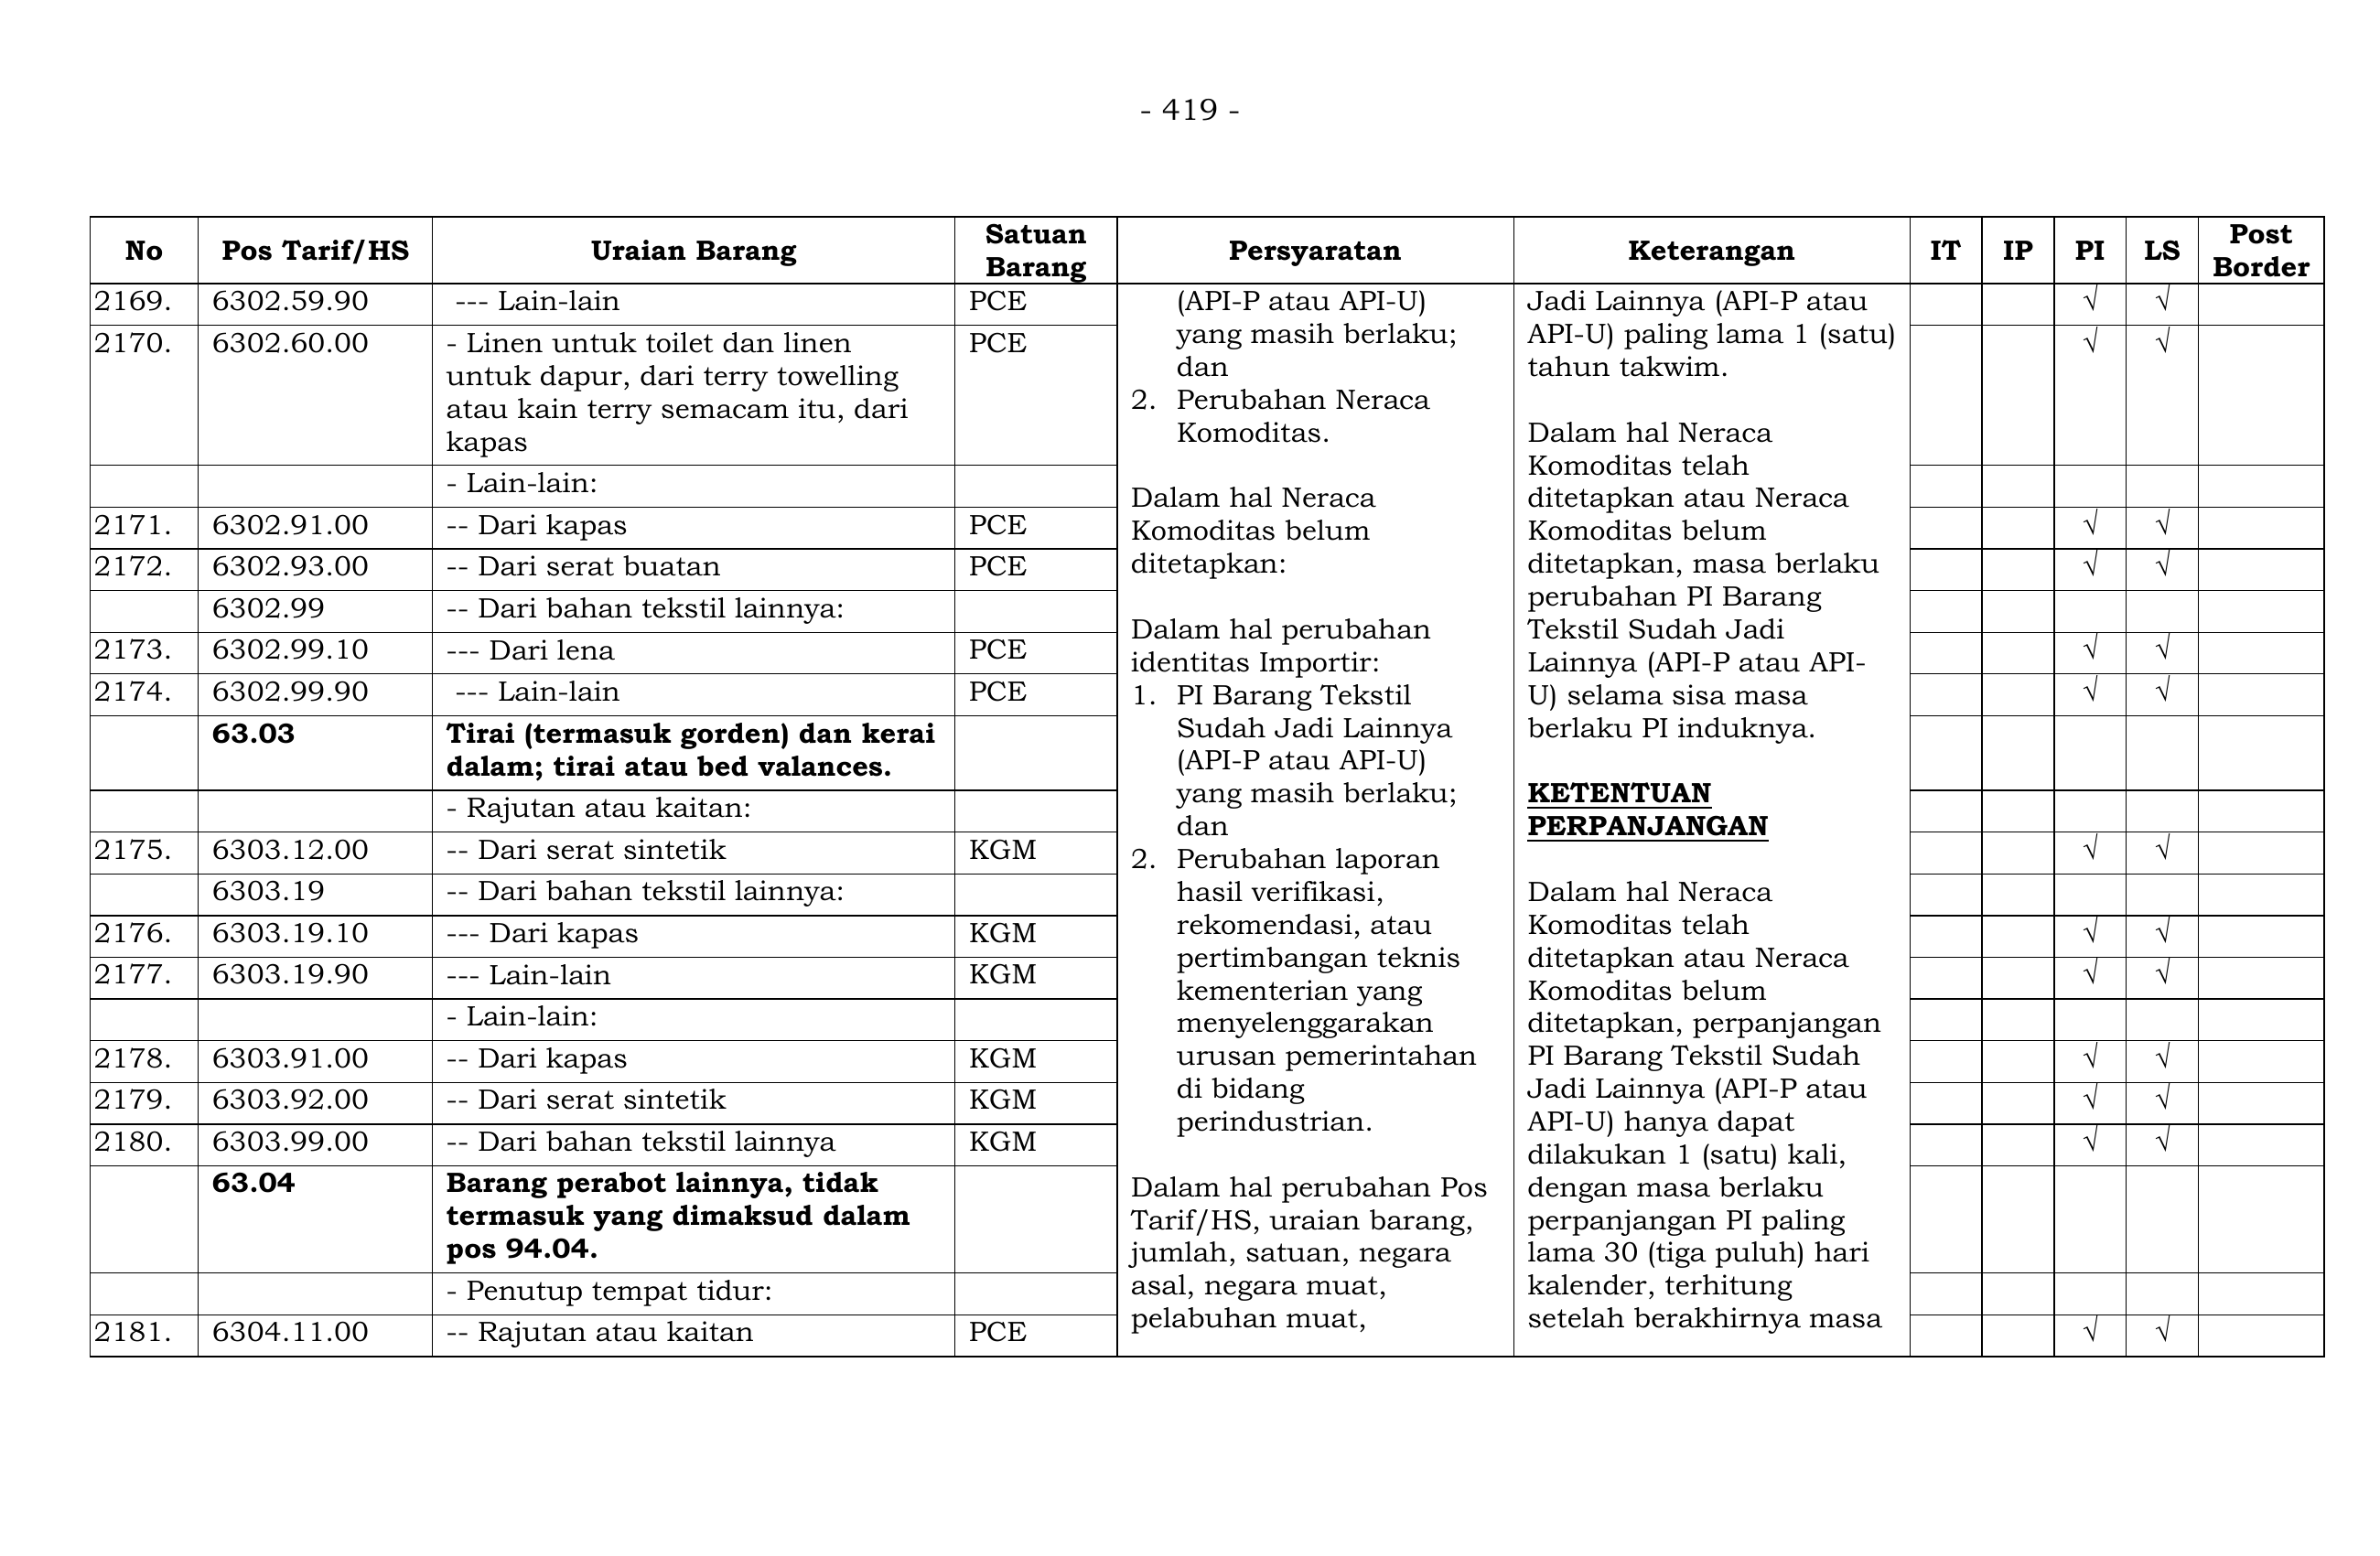 - 419 -
No Pos Tarif/HS Uraian Barang Satuan Barang Persyaratan Keterangan IT IP PI LS Post Border
2169. 6302.59.90 --- Lain-lain PCE √ √
2170. 6302.60.00 - Linen untuk toilet dan linen
untuk dapur, dari terry towelling
atau kain terry semacam itu, dari
kapas PCE √ √
- Lain-lain:
2171. 6302.91.00 -- Dari kapas PCE √ √
2172. 6302.93.00 -- Dari serat buatan PCE √ √
6302.99 -- Dari bahan tekstil lainnya:
2173. 6302.99.10 --- Dari lena PCE √ √
2174. 6302.99.90 --- Lain-lain PCE √ √
63.03 Tirai (termasuk gorden) dan kerai
dalam; tirai atau bed valances.
- Rajutan atau kaitan:
2175. 6303.12.00 -- Dari serat sintetik KGM √ √
6303.19 -- Dari bahan tekstil lainnya:
2176. 6303.19.10 --- Dari kapas KGM √ √
2177. 6303.19.90 --- Lain-lain KGM √ √
- Lain-lain:
2178. 6303.91.00 -- Dari kapas KGM √ √
2179. 6303.92.00 -- Dari serat sintetik KGM √ √
2180. 6303.99.00 -- Dari bahan tekstil lainnya KGM √ √
63.04 Barang perabot lainnya, tidak
termasuk yang dimaksud dalam
pos 94.04.
- Penutup tempat tidur:
2181. 6304.11.00 -- Rajutan atau kaitan PCE √ √
(API-P atau API-U)
yang masih berlaku;
dan
2. Perubahan Neraca
Komoditas.
Dalam hal Neraca
Komoditas belum
ditetapkan:
Dalam hal perubahan
identitas Importir:
1. PI Barang Tekstil
Sudah Jadi Lainnya
(API-P atau API-U)
yang masih berlaku;
dan
2. Perubahan laporan
hasil verifikasi,
rekomendasi, atau
pertimbangan teknis
kementerian yang
menyelenggarakan
urusan pemerintahan
di bidang
perindustrian.
Dalam hal perubahan Pos
Tarif/HS, uraian barang,
jumlah, satuan, negara
asal, negara muat,
pelabuhan muat,
Jadi Lainnya (API-P atau
API-U) paling lama 1 (satu)
tahun takwim.
Dalam hal Neraca
Komoditas telah
ditetapkan atau Neraca
Komoditas belum
ditetapkan, masa berlaku
perubahan PI Barang
Tekstil Sudah Jadi
Lainnya (API-P atau API-
U) selama sisa masa
berlaku PI induknya.
KETENTUAN
PERPANJANGAN
Dalam hal Neraca
Komoditas telah
ditetapkan atau Neraca
Komoditas belum
ditetapkan, perpanjangan
PI Barang Tekstil Sudah
Jadi Lainnya (API-P atau
API-U) hanya dapat
dilakukan 1 (satu) kali,
dengan masa berlaku
perpanjangan PI paling
lama 30 (tiga puluh) hari
kalender, terhitung
setelah berakhirnya masa